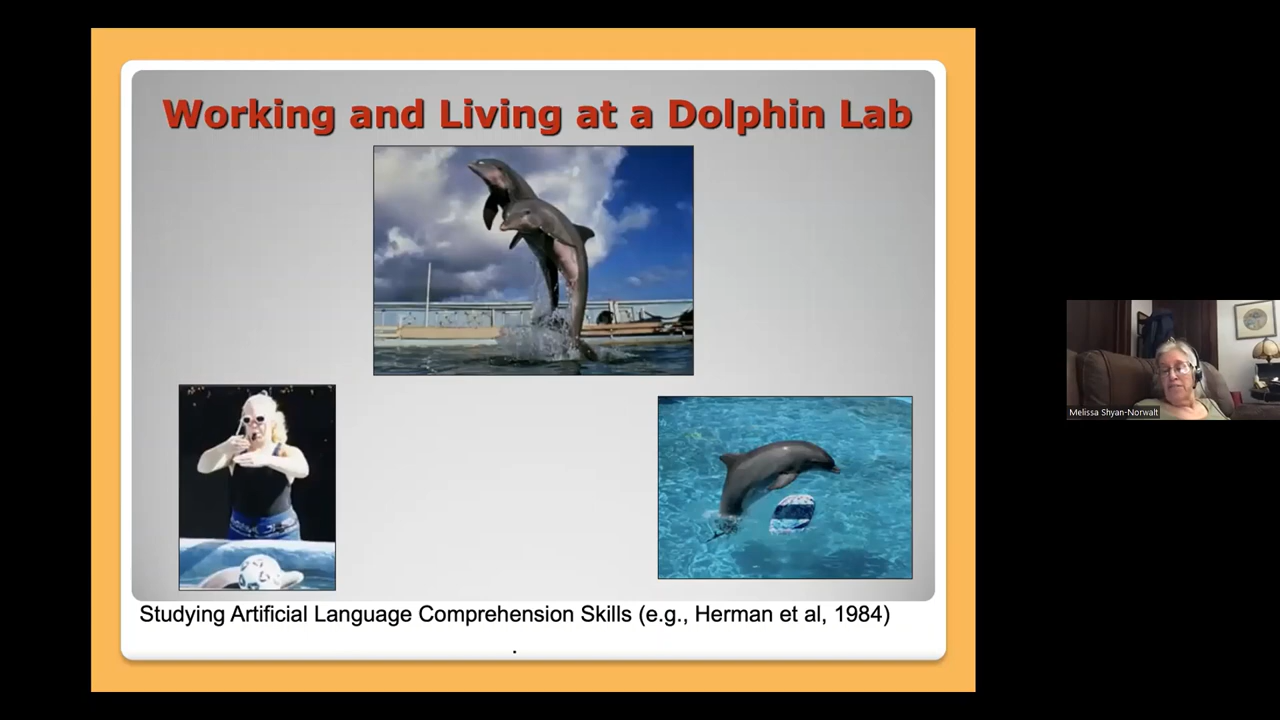 Working and Living at a Dolphin Lab
Melissa Shyan-Norwalt
Studying Artificial Language Comprehension Skills (e.g., Herman et al, 1984)
.